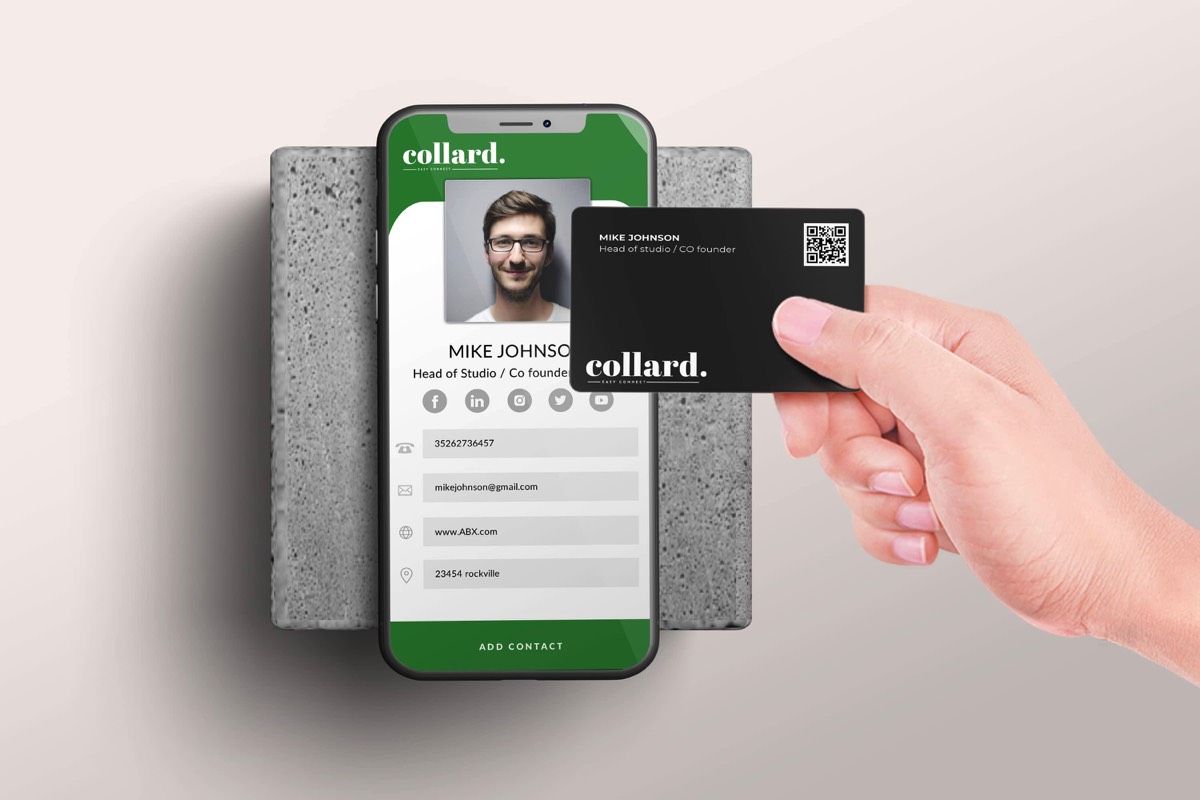 collard.
EASY CONNECT
MIKE JOHNSO
Head of Studio / Co founder
35262736457
mikejohnson@gmail.com
www.ABX.com
23454 rockville
ADD CONTACT
MIKE JOHNSON
Head of studio / CO founder
collard.
EASY CONNECT